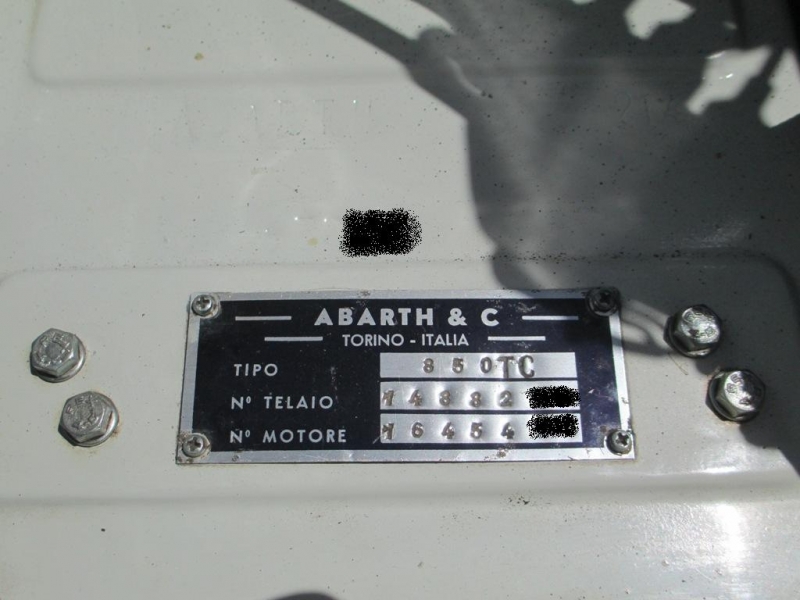 ABARTH & C
TORINO - ITALIA
TIPO 850TC
Nº TELAIO 14882
Nº MOTORE 16454